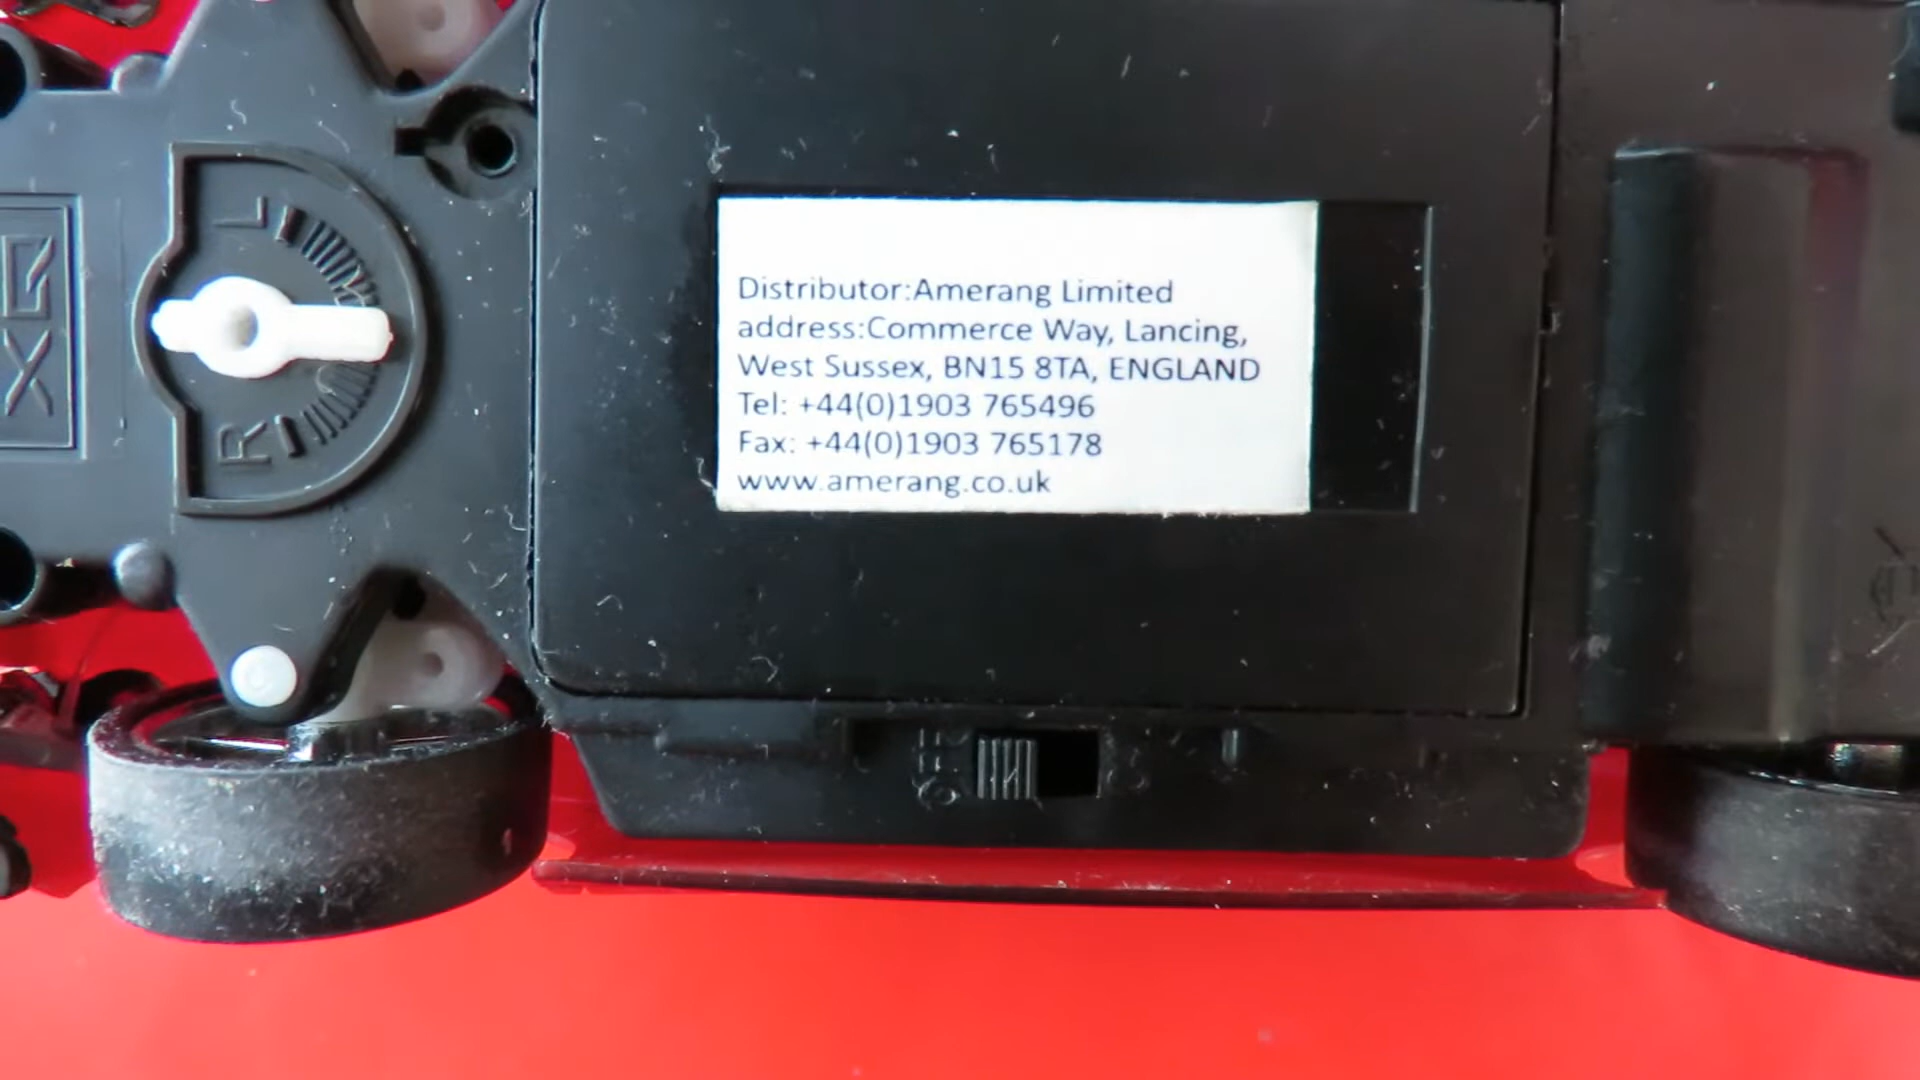 XQ
L
R
Distributor:Amerang Limited
address:Commerce Way, Lancing,
West Sussex, BN15 8TA, ENGLAND
Tel: +44(0)1903 765496
Fax: +44(0)1903 765178
www.amerang.co.uk
OFF